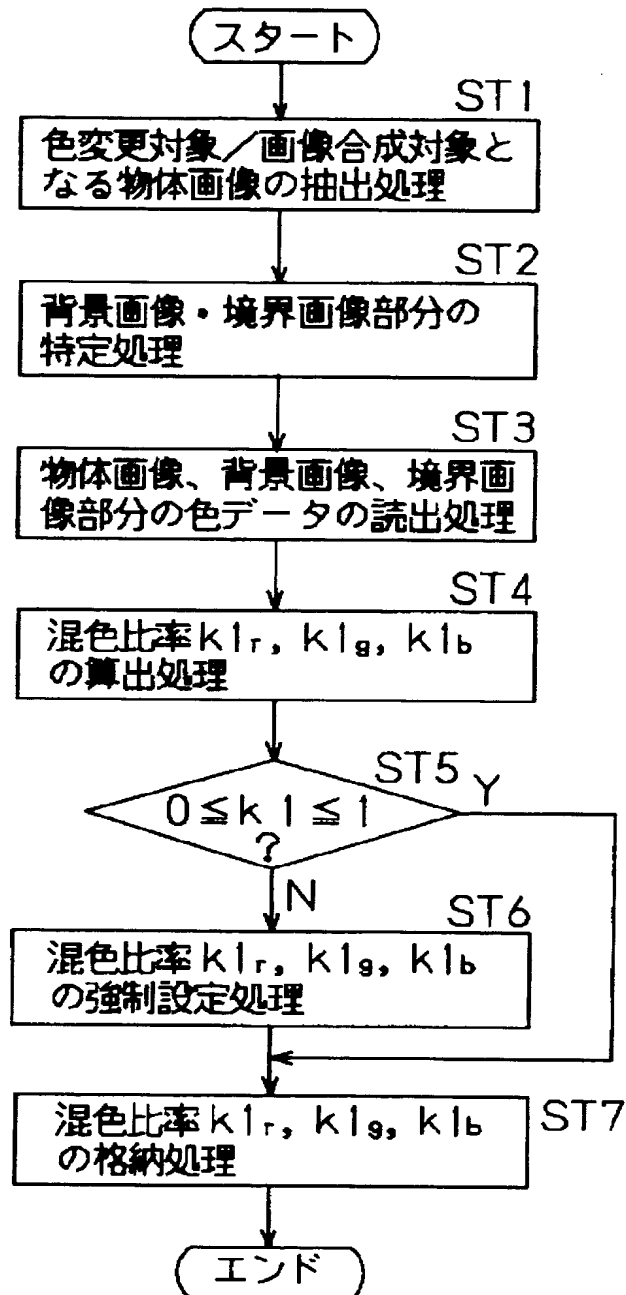 スタート
ST1
色変更対象／画像合成対象と
なる物体画像の抽出処理
ST2
背景画像・境界画像部分の
特定処理
ST3
物体画像、背景画像、境界画
像部分の色データの読出処理
ST4
混色比率k1r, k1g, k1b
の算出処理
ST5
0≦k1≦1
?
Y
N
ST6
混色比率k1r, k1g, k1b
の強制設定処理
混色比率k1r, k1g, k1b
の格納処理
ST7
エンド